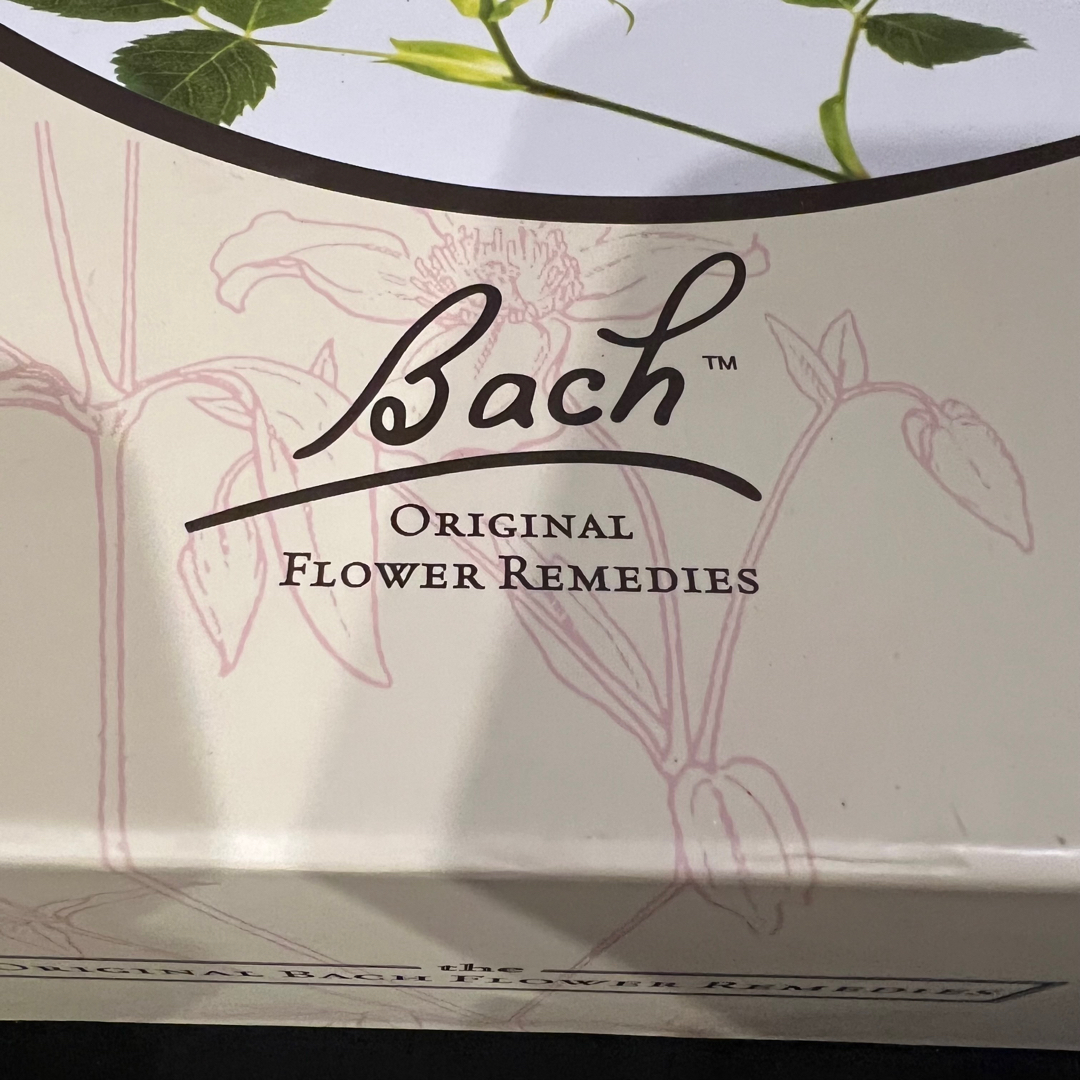 Bach™
ORIGINAL
FLOWER REMEDIES
the
ORIGINAL BACH FLOWER REMEDIES